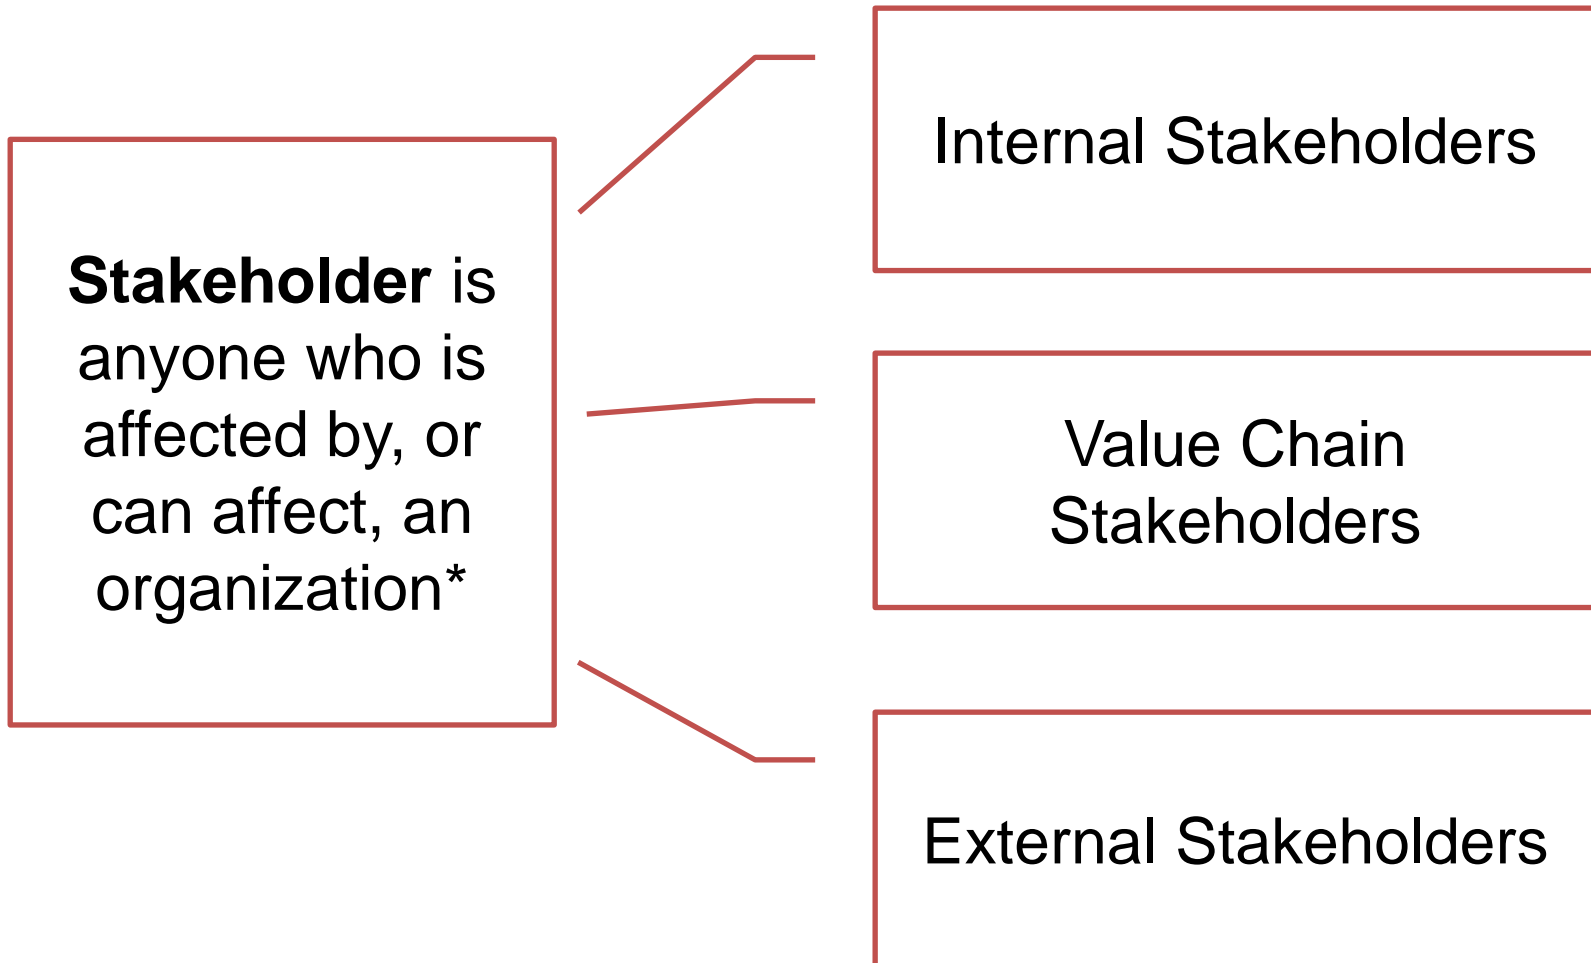 Stakeholder is
anyone who is
affected by, or
can affect, an
organization*
Internal Stakeholders
Value Chain
Stakeholders
External Stakeholders